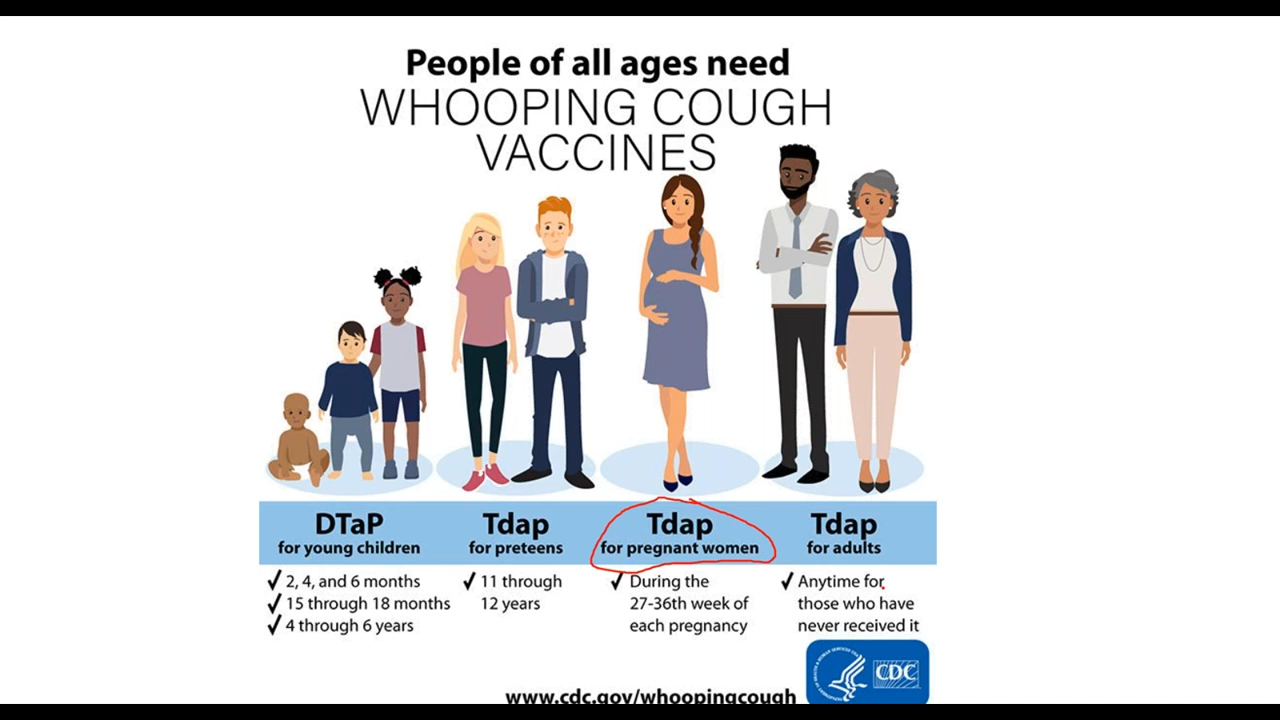 People of all ages need
WHOOPING COUGH
VACCINES
DTaP
for young children
✓ 2, 4, and 6 months
✓ 15 through 18 months
✓ 4 through 6 years
Tdap
for preteens
✓ 11 through
12 years
Tdap
for pregnant women
✓ During the
27-36th week of
each pregnancy
Tdap
for adults
✓ Anytime for
those who have
never received it
CDC
www.cdc.gov/whoopingcough